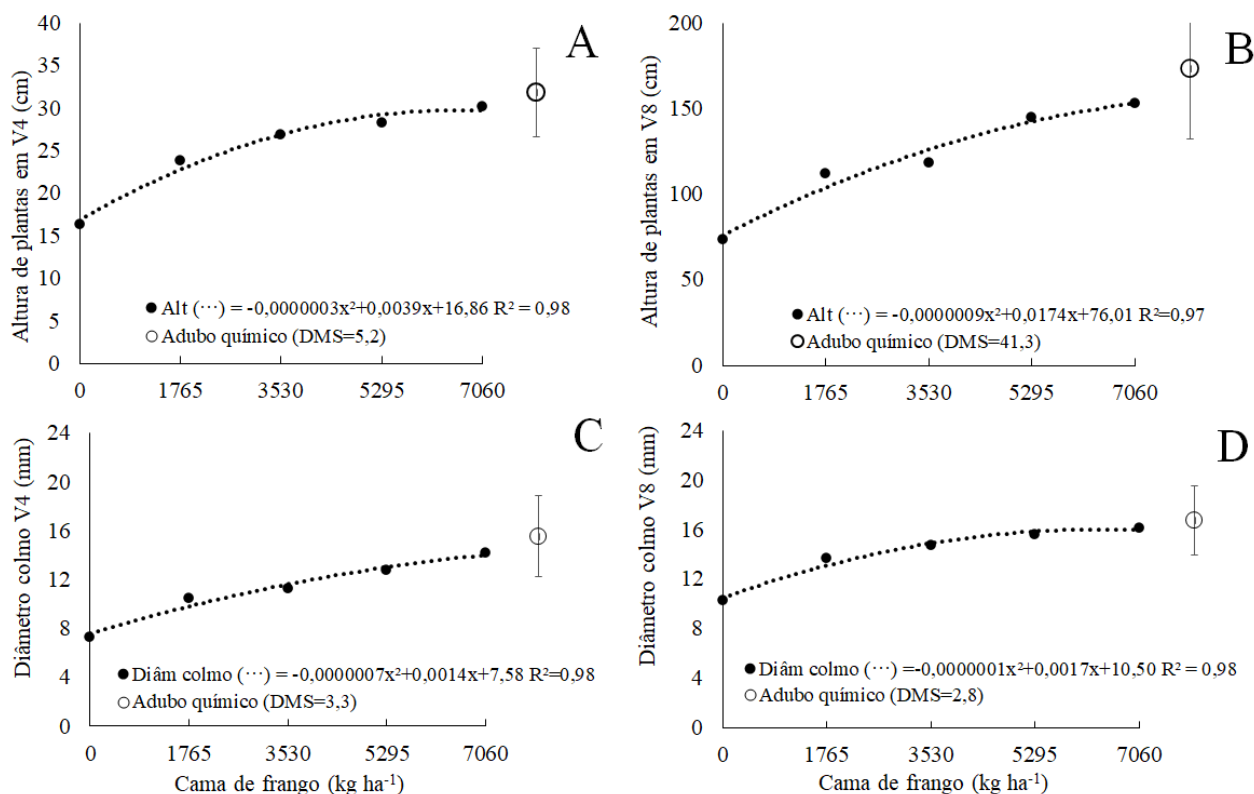 A
Altura de plantas em V4 (cm)
40
35
30
25
20
15
10
5
0
Alt (···) = -0,0000003x²+0,0039x+16,86 R² = 0,98
Adubo químico (DMS=5,2)
0 1765 3530 5295 7060
B
Altura de plantas em V8 (cm)
200
150
100
50
0
Alt (···) = -0,0000009x²+0,0174x+76,01 R²=0,97
Adubo químico (DMS=41,3)
0 1765 3530 5295 7060
C
Diâmetro colmo V4 (mm)
24
20
16
12
8
4
0
Diâm colmo (···) = -0,0000007x²+0,0014x+7,58 R²=0,98
Adubo químico (DMS=3,3)
0 1765 3530 5295 7060
Cama de frango (kg ha⁻¹)
D
Diâmetro colmo V8 (mm)
24
20
16
12
8
4
0
Diâm colmo (···) =-0,0000001x²+0,0017x+10,50 R² = 0,98
Adubo químico (DMS=2,8)
0 1765 3530 5295 7060
Cama de frango (kg ha⁻¹)